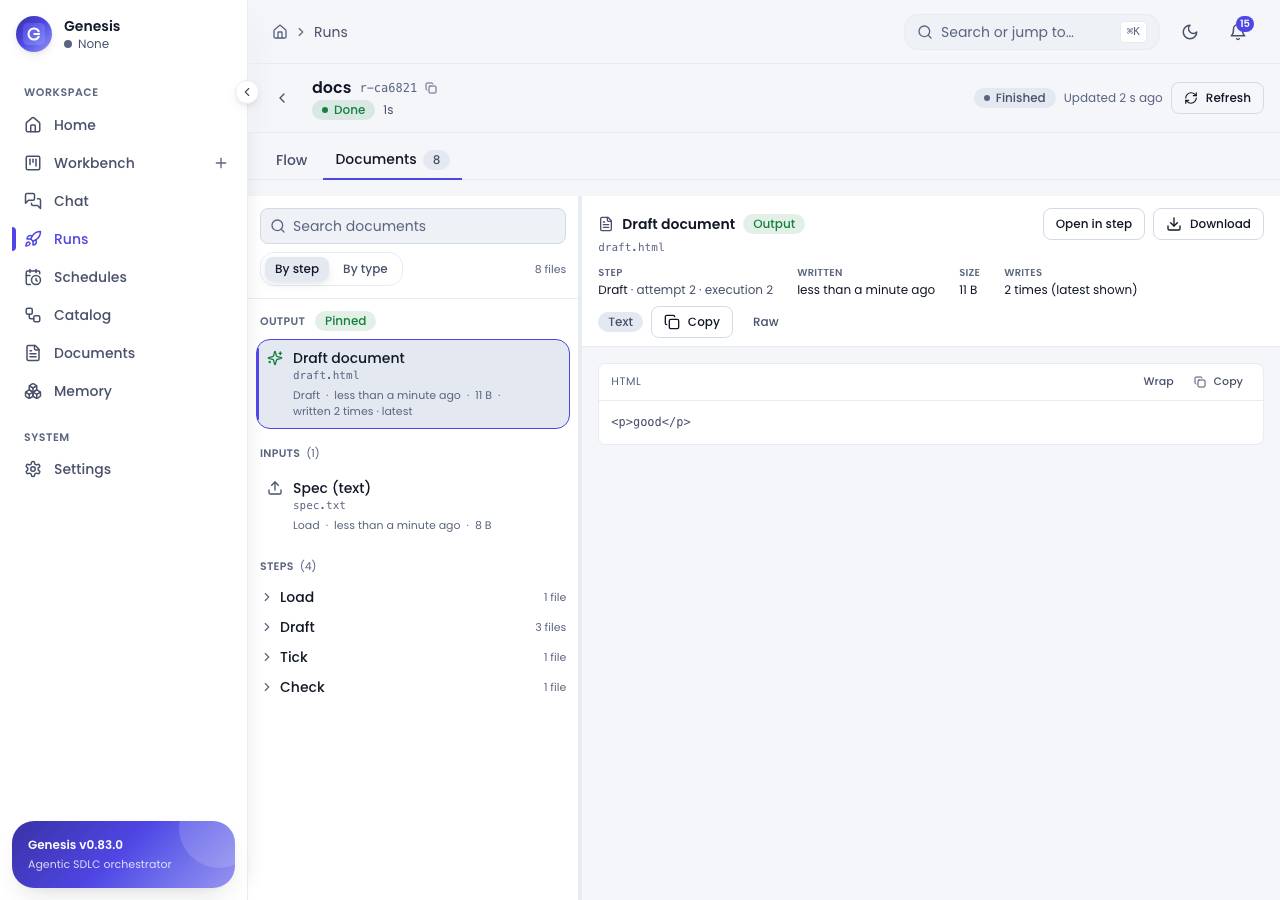 Genesis
None
WORKSPACE
Home
Workbench
Chat
Runs
Schedules
Catalog
Documents
Memory
SYSTEM
Settings
Genesis v0.83.0
Agentic SDLC orchestrator
Runs
Search or jump to…
⌘K
15
docs r-ca6821
Done 1s
Finished Updated 2 s ago Refresh
Flow Documents 8
Search documents
By step By type 8 files
OUTPUT Pinned
Draft document
draft.html
Draft · less than a minute ago · 11 B ·
written 2 times · latest
INPUTS (1)
Spec (text)
spec.txt
Load · less than a minute ago · 8 B
STEPS (4)
Load 1 file
Draft 3 files
Tick 1 file
Check 1 file
Draft document Output Open in step Download
draft.html
STEP WRITTEN SIZE WRITES
Draft · attempt 2 · execution 2 less than a minute ago 11 B 2 times (latest shown)
Text Copy Raw
HTML Wrap Copy
<p>good</p>